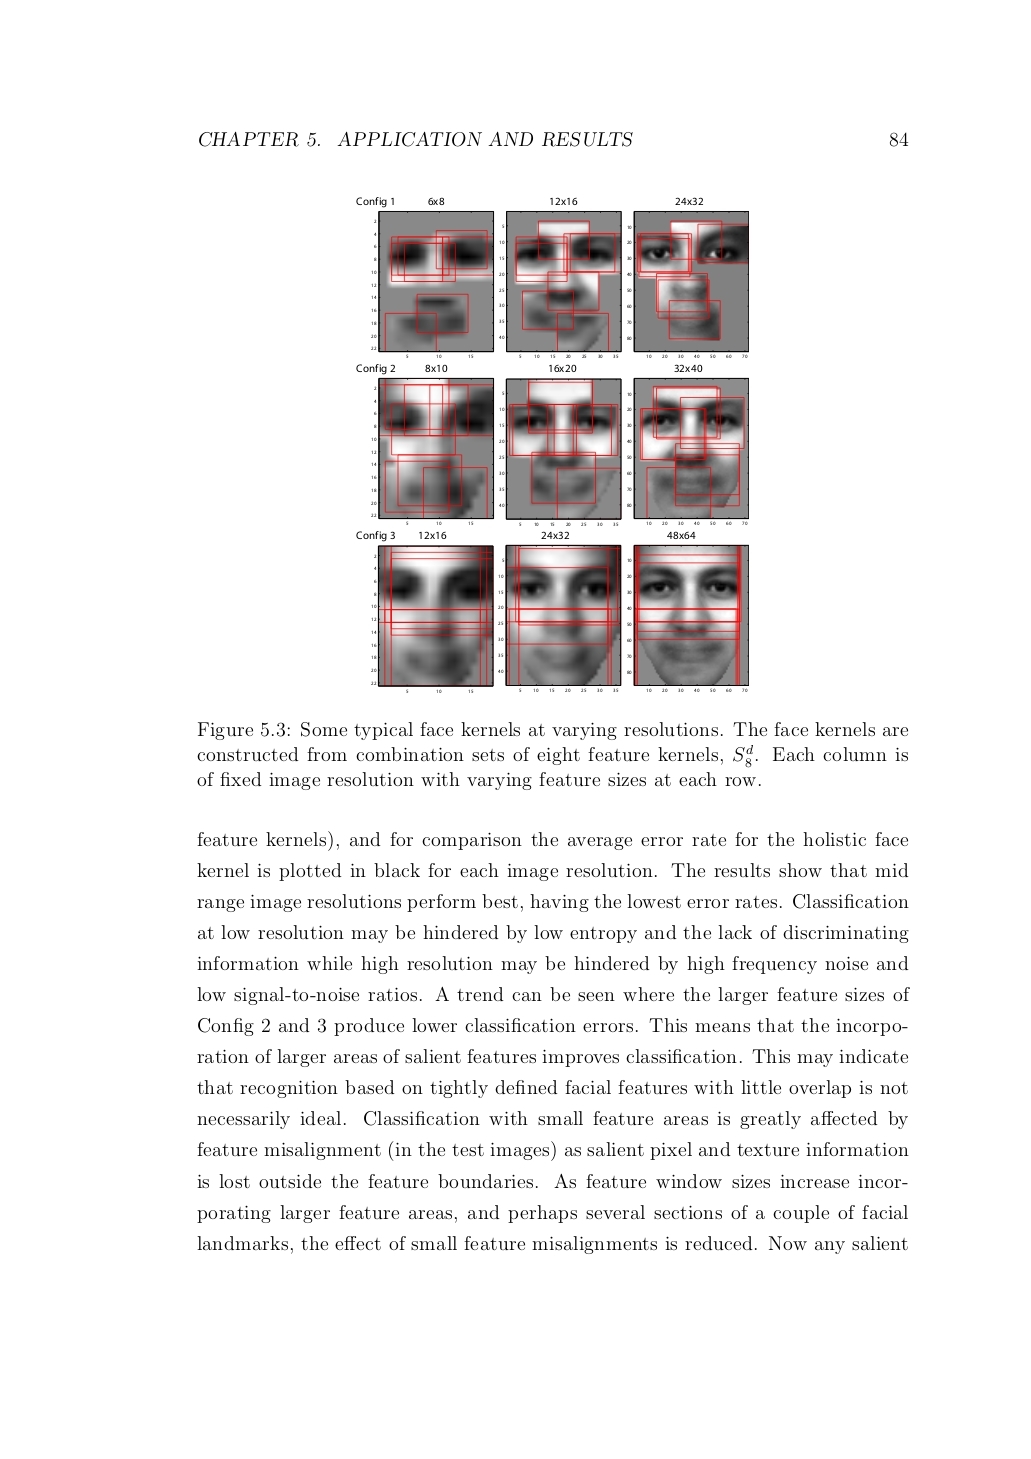 CHAPTER 5. APPLICATION AND RESULTS 84
Config 1 6x8 12x16 24x32
Config 2 8x10 16x20 32x40
Config 3 12x16 24x32 48x64
Figure 5.3: Some typical face kernels at varying resolutions. The face kernels are
constructed from combination sets of eight feature kernels, S_8^d. Each column is
of fixed image resolution with varying feature sizes at each row.
feature kernels), and for comparison the average error rate for the holistic face
kernel is plotted in black for each image resolution. The results show that mid
range image resolutions perform best, having the lowest error rates. Classification
at low resolution may be hindered by low entropy and the lack of discriminating
information while high resolution may be hindered by high frequency noise and
low signal-to-noise ratios. A trend can be seen where the larger feature sizes of
Config 2 and 3 produce lower classification errors. This means that the incorpo-
ration of larger areas of salient features improves classification. This may indicate
that recognition based on tightly defined facial features with little overlap is not
necessarily ideal. Classification with small feature areas is greatly affected by
feature misalignment (in the test images) as salient pixel and texture information
is lost outside the feature boundaries. As feature window sizes increase incor-
porating larger feature areas, and perhaps several sections of a couple of facial
landmarks, the effect of small feature misalignments is reduced. Now any salient